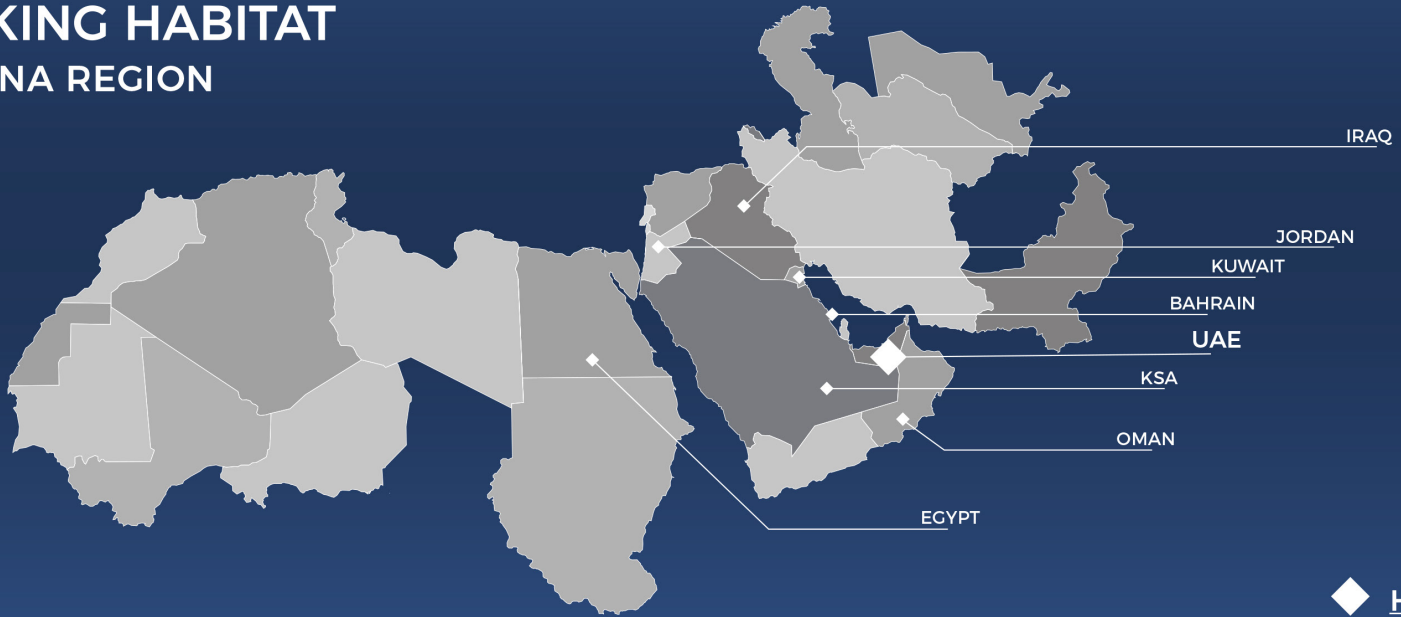 KING HABITAT
NA REGION
IRAQ
JORDAN
KUWAIT
BAHRAIN
UAE
KSA
OMAN
EGYPT
H